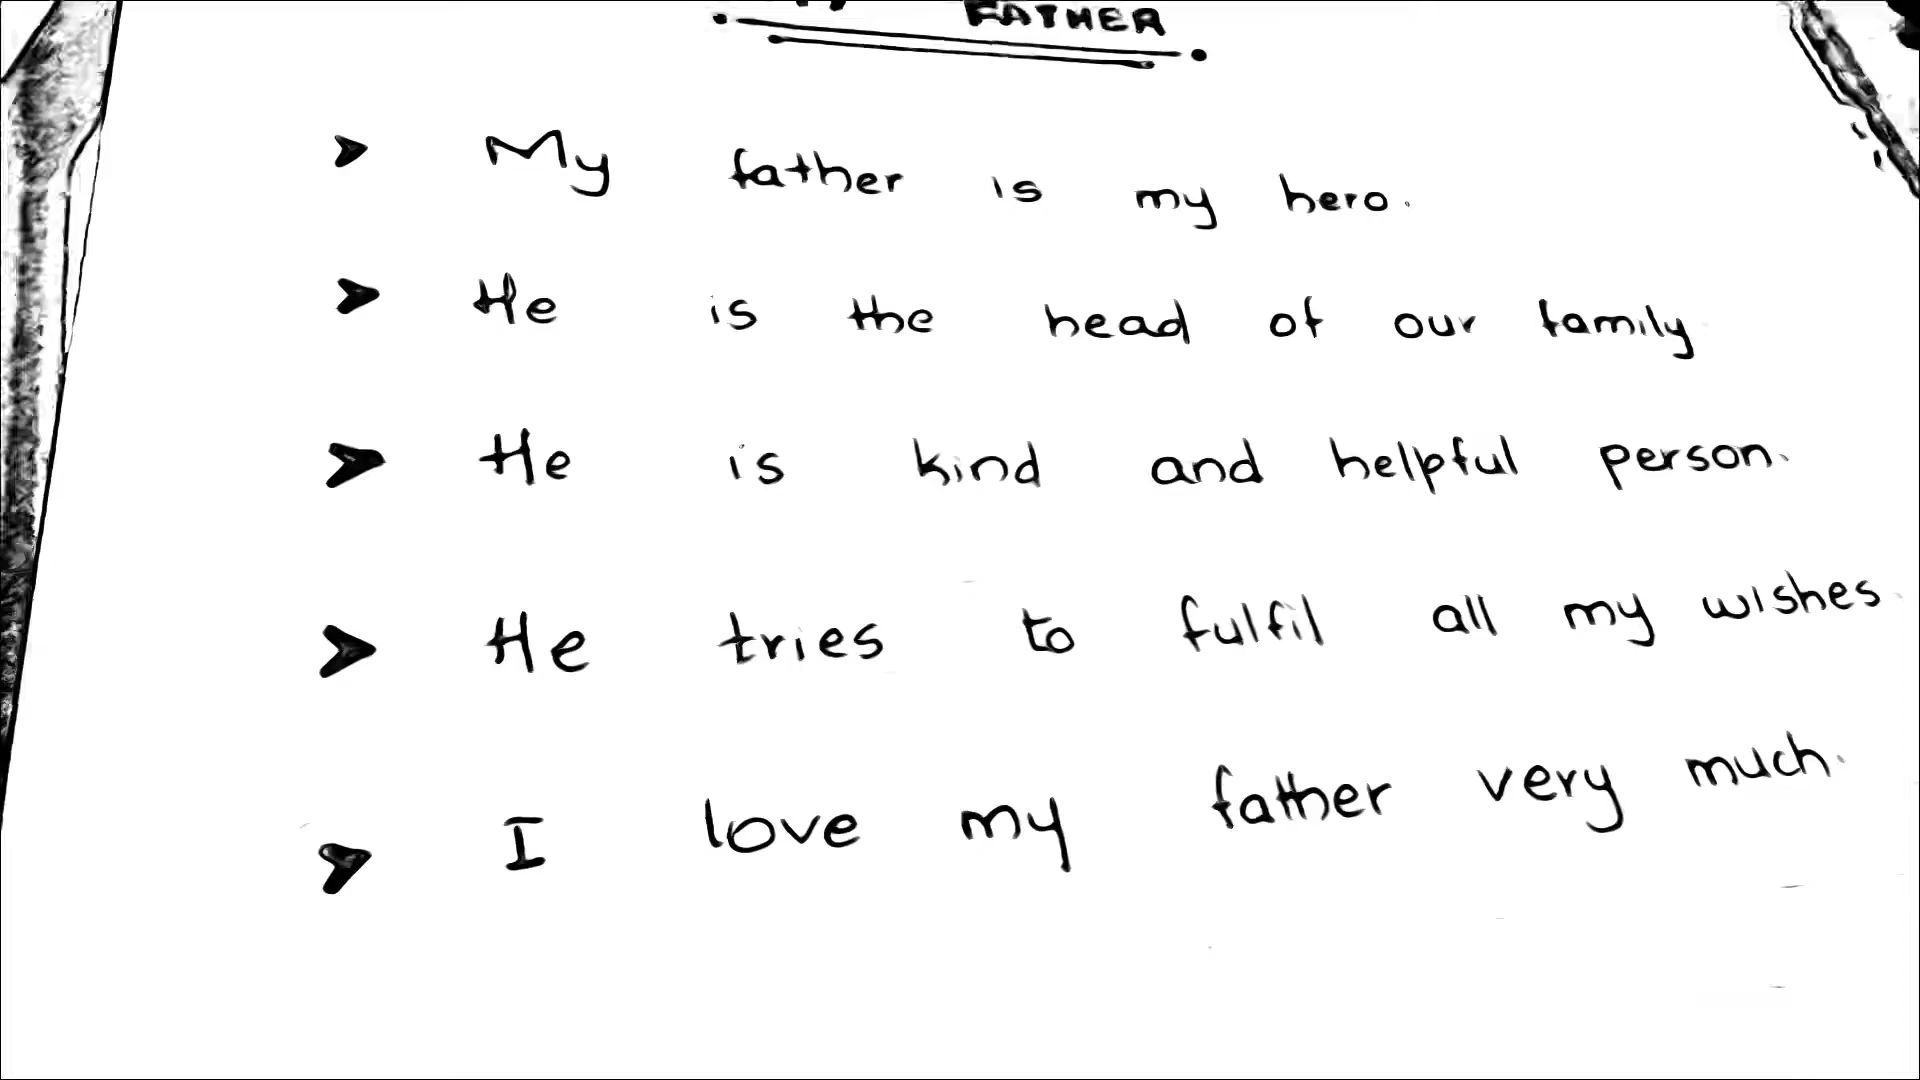 FATHER
➤ My father is my hero.
➤ He is the head of our family
➤ He is kind and helpful person.
➤ He tries to fulfil all my wishes.
➤ I love my father very much.